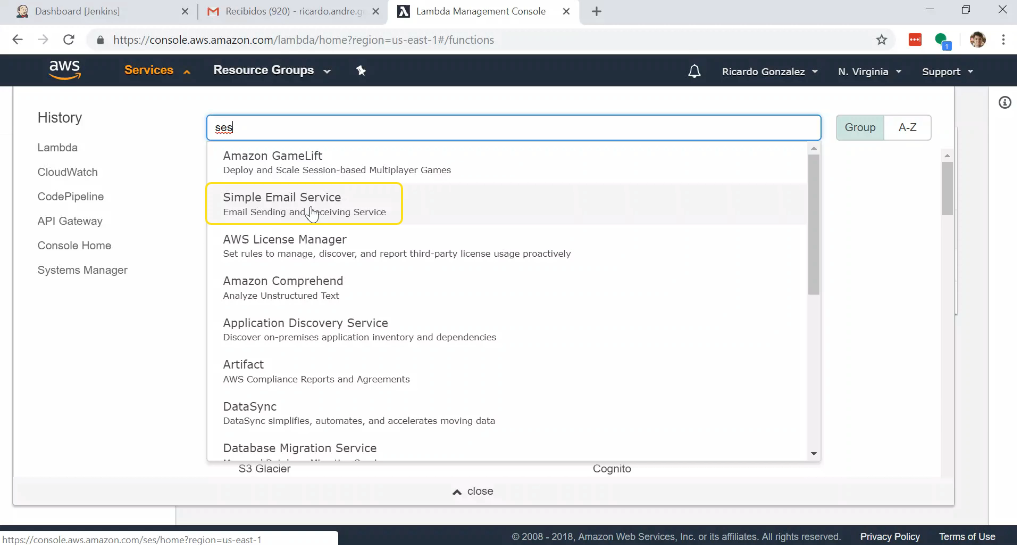 Dashboard [Jenkins]
Recibidos (920) - ricardo.andre.g
Lambda Management Console
https://console.aws.amazon.com/lambda/home?region=us-east-1#/functions
aws
Services
Resource Groups
Ricardo Gonzalez
N. Virginia
Support
History
Lambda
CloudWatch
CodePipeline
API Gateway
Console Home
Systems Manager
ses
Group
A-Z
Amazon GameLift
Deploy and Scale Session-based Multiplayer Games
Simple Email Service
Email Sending and Receiving Service
AWS License Manager
Set rules to manage, discover, and report third-party license usage proactively
Amazon Comprehend
Analyze Unstructured Text
Application Discovery Service
Discover on-premises application inventory and dependencies
Artifact
AWS Compliance Reports and Agreements
DataSync
DataSync simplifies, automates, and accelerates moving data
Database Migration Service
S3 Glacier
Cognito
close
https://console.aws.amazon.com/ses/home?region=us-east-1
© 2008 - 2018, Amazon Web Services, Inc. or its affiliates. All rights reserved.
Privacy Policy
Terms of Use